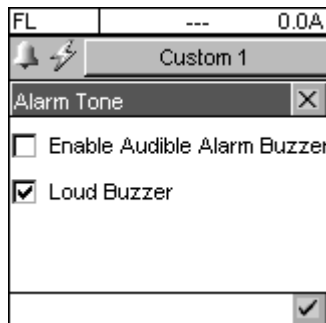 FL --- 0.0A
Custom 1
Alarm Tone
Enable Audible Alarm Buzzer
Loud Buzzer